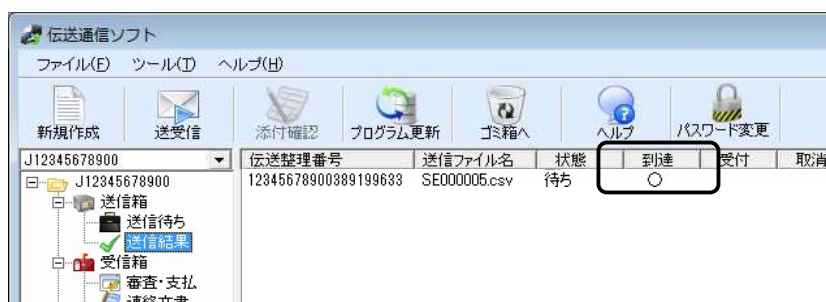 伝送通信ソフト
ファイル(F) ツール(T) ヘルプ(H)
新規作成 送受信 添付確認 プログラム更新 ゴミ箱へ ヘルプ パスワード変更
J12345678900 伝送整理番号 送信ファイル名 状態 到達 受付 取消
J12345678900 12345678900389199633 SE000005.csv 待ち ○
送信箱
送信待ち
送信結果
受信箱
審査・支払
連絡文書